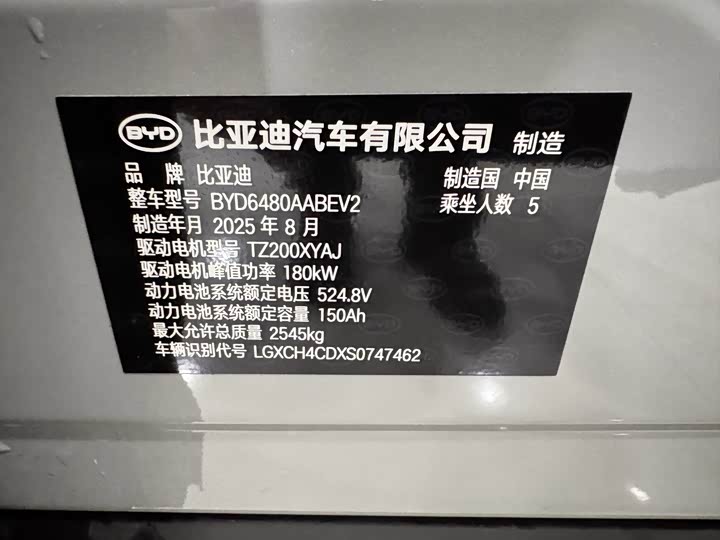 BYD 比亚迪汽车有限公司 制造
品 牌 比亚迪 制造国 中国
整车型号 BYD6480AABEV2 乘坐人数 5
制造年月 2025 年 8 月
驱动电机型号 TZ200XYAJ
驱动电机峰值功率 180kW
动力电池系统额定电压 524.8V
动力电池系统额定容量 150Ah
最大允许总质量 2545kg
车辆识别代号 LGXCH4CDXS0747462